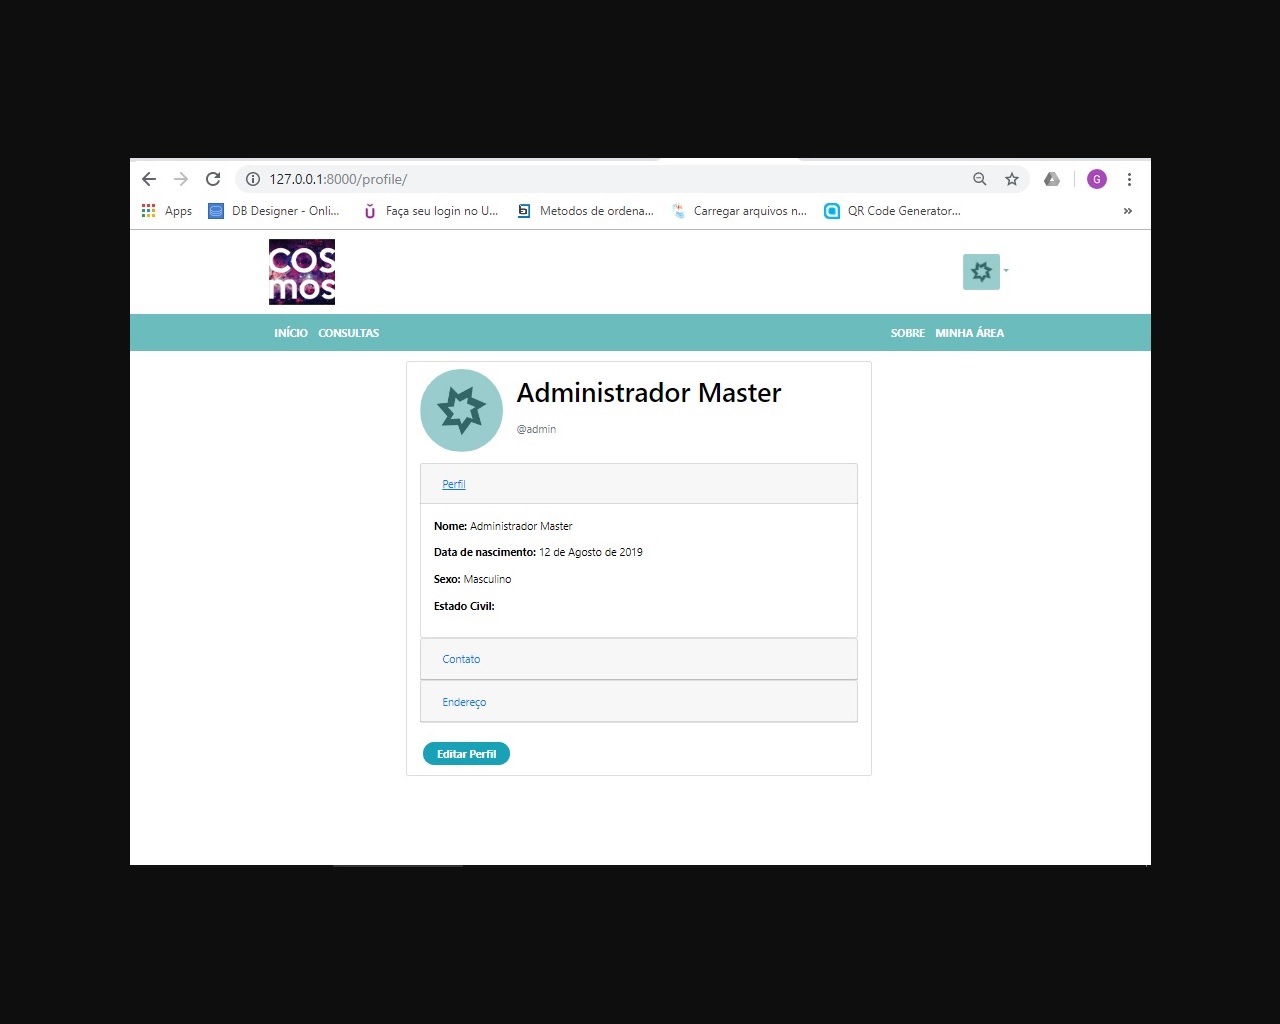 127.0.0.1:8000/profile/
G
Apps DB Designer - Onli... Faça seu login no U... Metodos de ordena... Carregar arquivos n... QR Code Generator... »
COS
mos
INÍCIO CONSULTAS SOBRE MINHA ÁREA
Administrador Master
@admin
Perfil
Nome: Administrador Master
Data de nascimento: 12 de Agosto de 2019
Sexo: Masculino
Estado Civil:
Contato
Endereço
Editar Perfil